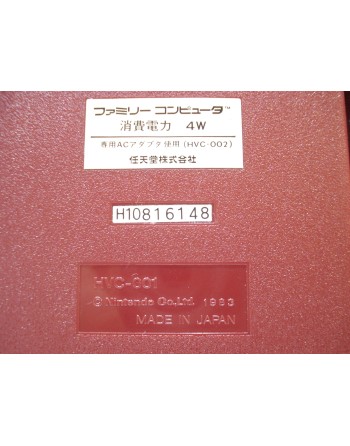 ファミリー コンピュータ™
消費電力 4W
専用ACアダプタ使用(HVC-002)
任天堂株式会社
H10816148
HVC-001
© Nintendo Co., Ltd. 1983
MADE IN JAPAN